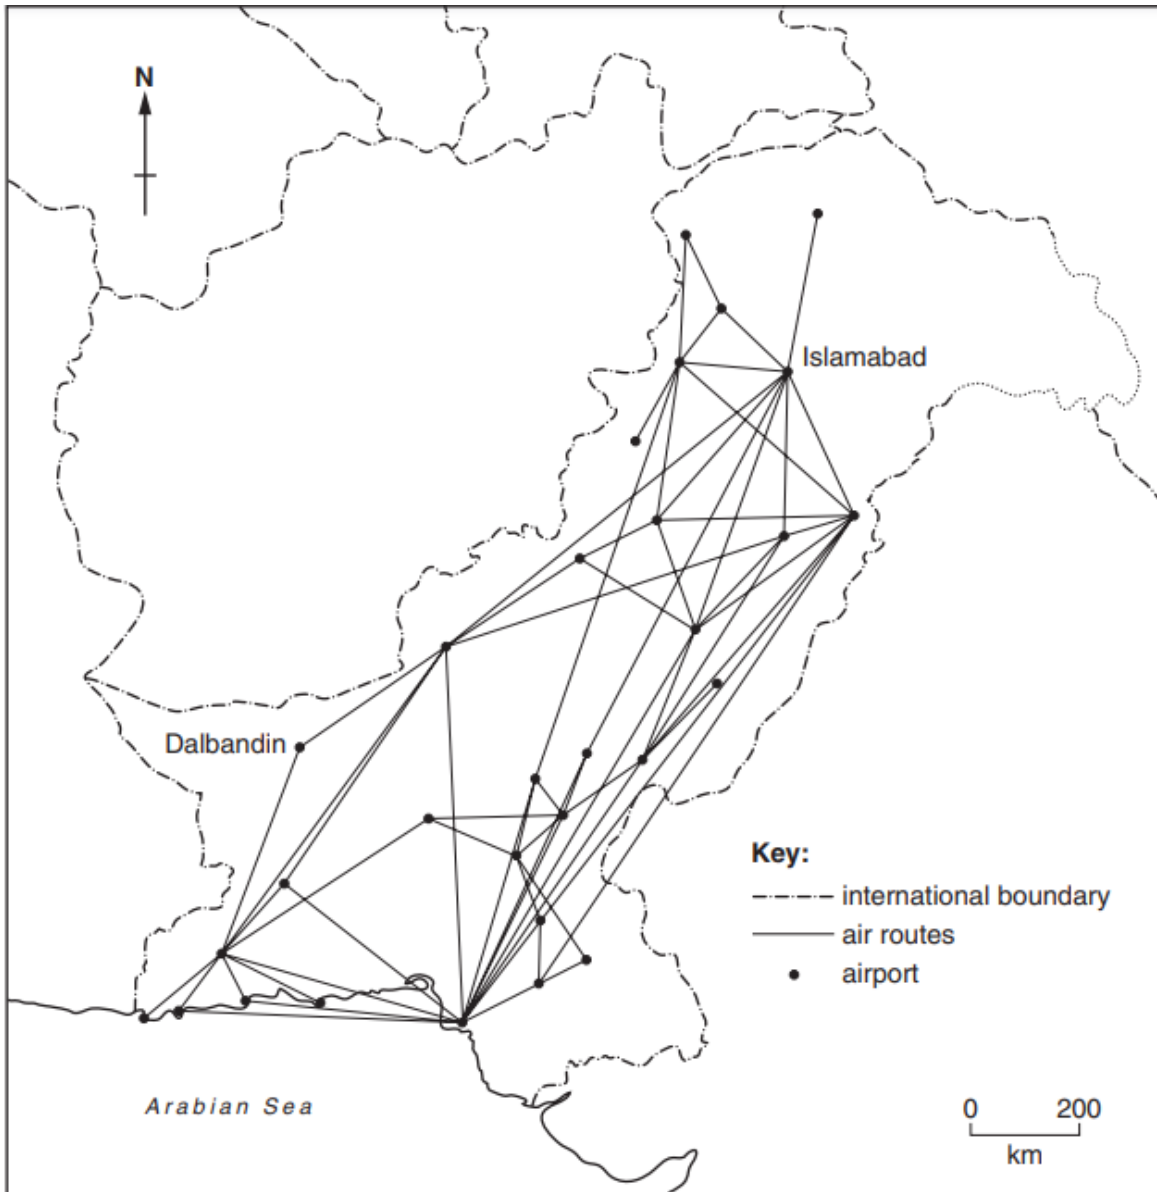 N
Islamabad
Dalbandin
Key:
international boundary
air routes
airport
Arabian Sea
0 200
km